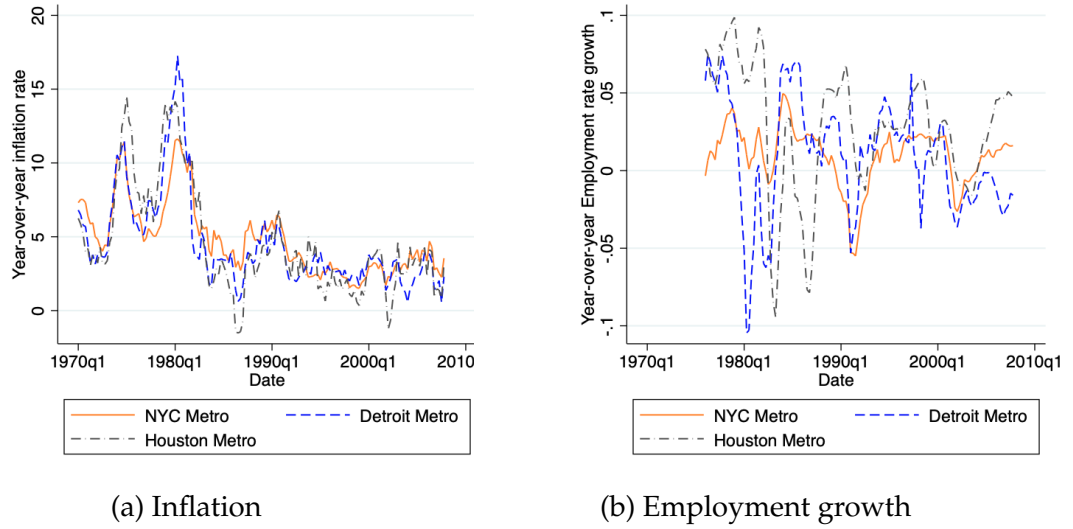 20
15
10
5
0
Year-over-year inflation rate
1970q1 1980q1 1990q1 2000q1 2010q1
Date
NYC Metro Detroit Metro
Houston Metro
(a) Inflation
.1
.05
0
-.05
-.1
Year-over-year Employment rate growth
1970q1 1980q1 1990q1 2000q1 2010q1
Date
NYC Metro Detroit Metro
Houston Metro
(b) Employment growth